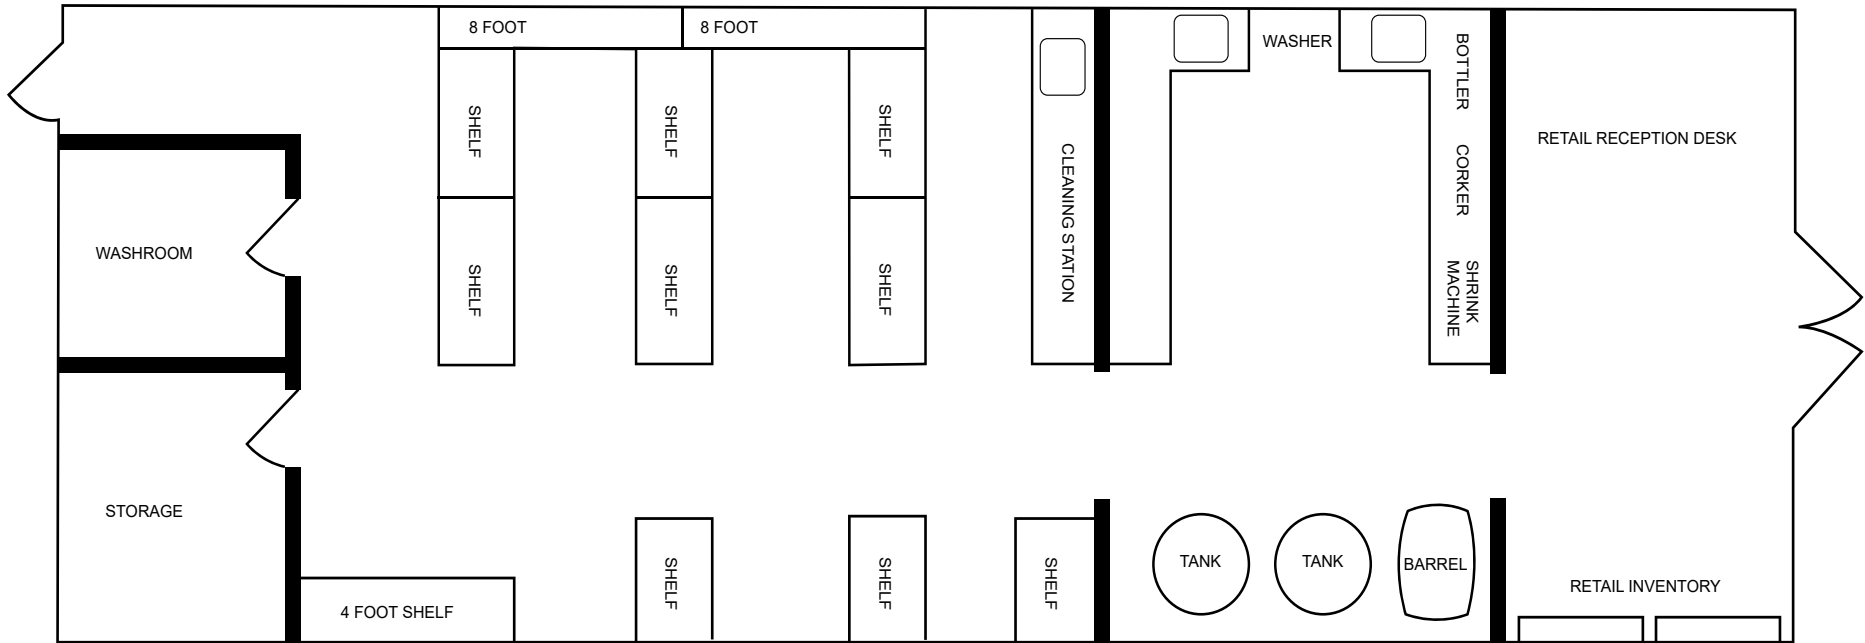 8 FOOT
8 FOOT
WASHER
BOTTLER
SHELF
SHELF
SHELF
RETAIL RECEPTION DESK
CORKER
CLEANING STATION
WASHROOM
SHELF
SHELF
SHELF
SHRINK
MACHINE
STORAGE
TANK
TANK
BARREL
SHELF
SHELF
SHELF
RETAIL INVENTORY
4 FOOT SHELF